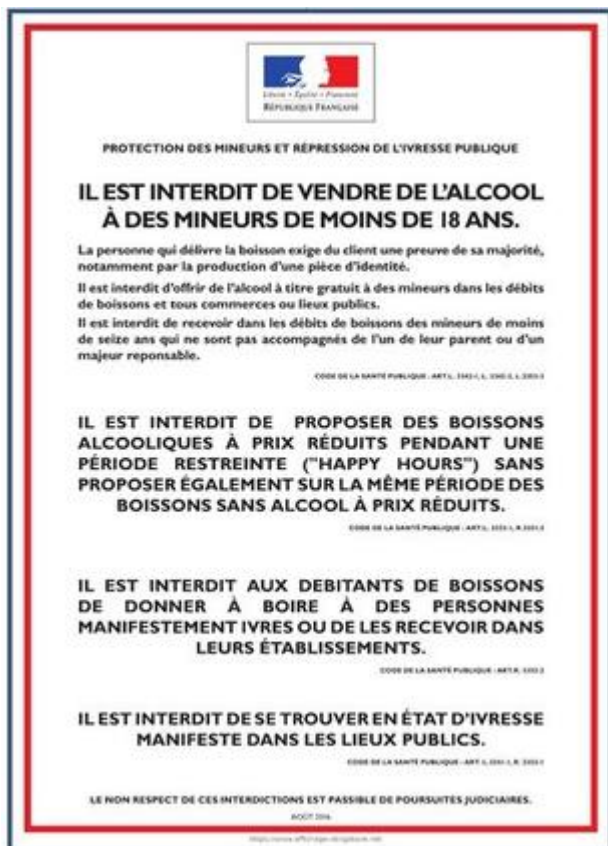 Liberté • Égalité • Fraternité
RÉPUBLIQUE FRANÇAISE
PROTECTION DES MINEURS ET RÉPRESSION DE L'IVRESSE PUBLIQUE
IL EST INTERDIT DE VENDRE DE L'ALCOOL
À DES MINEURS DE MOINS DE 18 ANS.
La personne qui délivre la boisson exige du client une preuve de sa majorité,
notamment par la production d'une pièce d'identité.
Il est interdit d'offrir de l'alcool à titre gratuit à des mineurs dans les débits
de boissons et tous commerces ou lieux publics.
Il est interdit de recevoir dans les débits de boissons des mineurs de moins
de seize ans qui ne sont pas accompagnés de l'un de leur parent ou d'un
majeur reponsable.
CODE DE LA SANTÉ PUBLIQUE - ART.
IL EST INTERDIT DE PROPOSER DES BOISSONS
ALCOOLIQUES À PRIX RÉDUITS PENDANT UNE
PÉRIODE RESTREINTE ("HAPPY HOURS") SANS
PROPOSER ÉGALEMENT SUR LA MÊME PÉRIODE DES
BOISSONS SANS ALCOOL À PRIX RÉDUITS.
CODE DE LA SANTÉ PUBLIQUE - ART.
IL EST INTERDIT AUX DEBITANTS DE BOISSONS
DE DONNER À BOIRE À DES PERSONNES
MANIFESTEMENT IVRES OU DE LES RECEVOIR DANS
LEURS ÉTABLISSEMENTS.
CODE DE LA SANTÉ PUBLIQUE - ART.
IL EST INTERDIT DE SE TROUVER EN ÉTAT D'IVRESSE
MANIFESTE DANS LES LIEUX PUBLICS.
CODE DE LA SANTÉ PUBLIQUE - ART.
LE NON RESPECT DE CES INTERDICTIONS EST PASSIBLE DE POURSUITES JUDICIAIRES.
AOÛT 2016